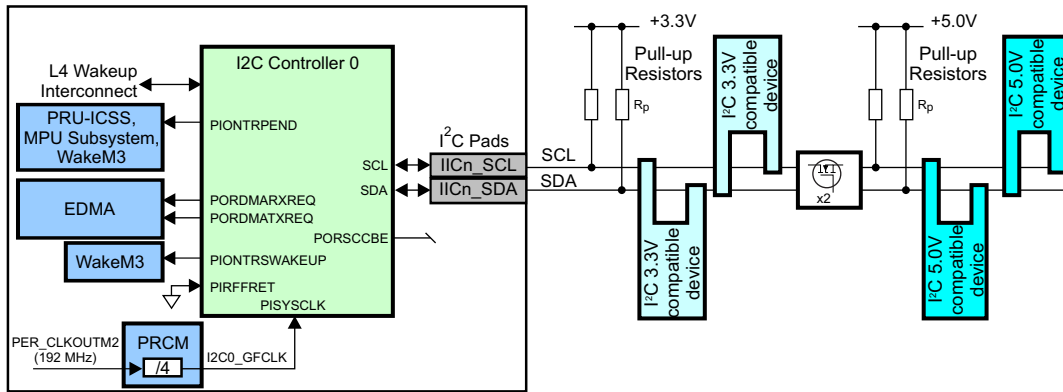 I2C Controller 0
L4 Wakeup
Interconnect
PRU-ICSS,
MPU Subsystem,
WakeM3
PIONTRPEND
EDMA
PORDMARXREQ
PORDMATXREQ
PORSCCBE
WakeM3
PIONTRSWAKEUP
PIRFFRET
PISYSCLK
PER_CLKOUTM2
(192 MHz)
PRCM
/4
I2C0_GFCLK
SCL
SDA
I²C Pads
IICn_SCL
IICn_SDA
SCL
SDA
+3.3V
Pull-up
Resistors
Rp
I²C 3.3V
compatible
device
I²C 3.3V
compatible
device
x2
+5.0V
Pull-up
Resistors
Rp
I²C 5.0V
compatible
device
I²C 5.0V
compatible
device